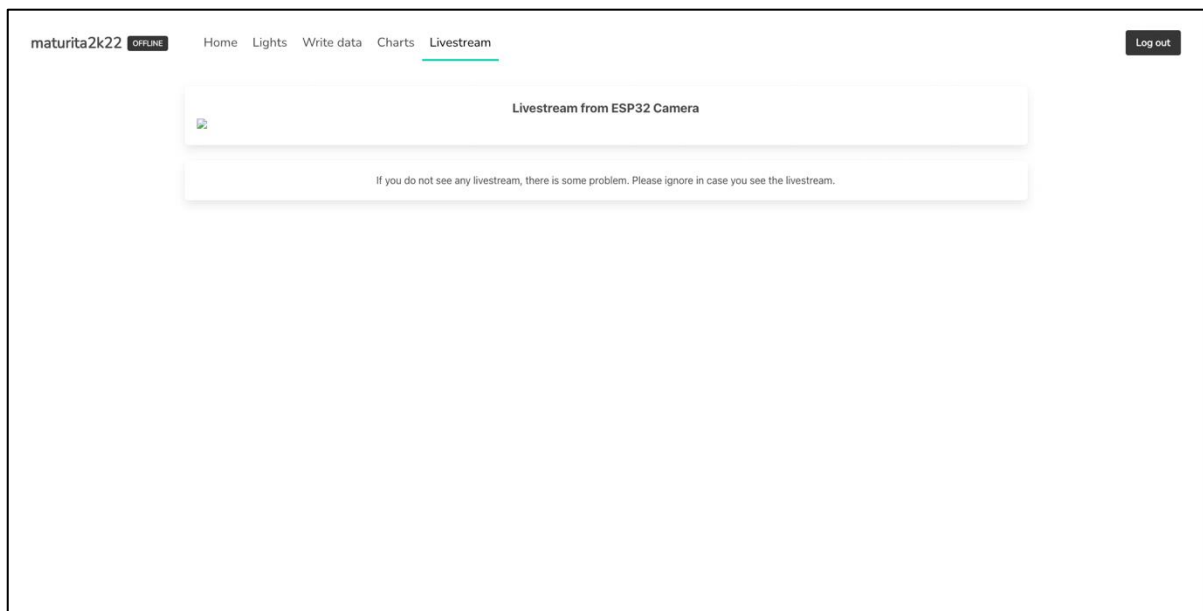 maturita2k22 OFFLINE Home Lights Write data Charts Livestream Log out
Livestream from ESP32 Camera
If you do not see any livestream, there is some problem. Please ignore in case you see the livestream.